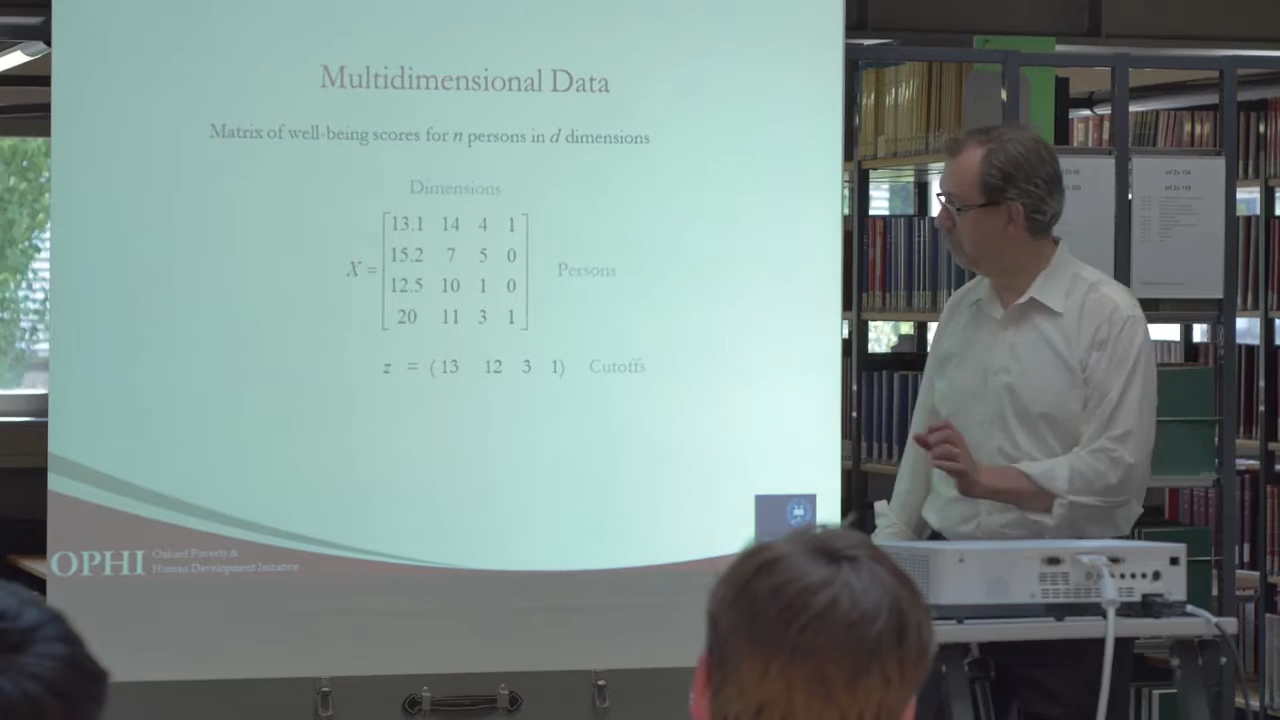 Multidimensional Data
Matrix of well-being scores for n persons in d dimensions
Dimensions
13.1 14 4 1
15.2 7 5 0
X = 12.5 10 1 0 Persons
20 11 3 1
z = (13 12 3 1) Cutoffs
OPHI Oxford Poverty &
Human Development Initiative